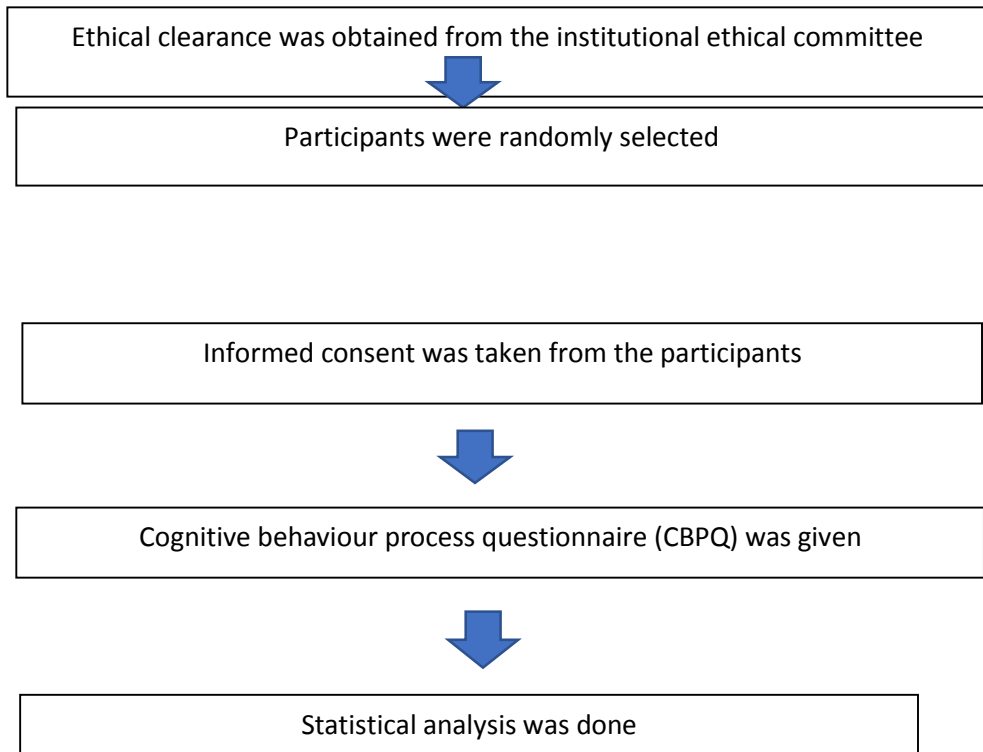 Ethical clearance was obtained from the institutional ethical committee
Participants were randomly selected
Informed consent was taken from the participants
Cognitive behaviour process questionnaire (CBPQ) was given
Statistical analysis was done